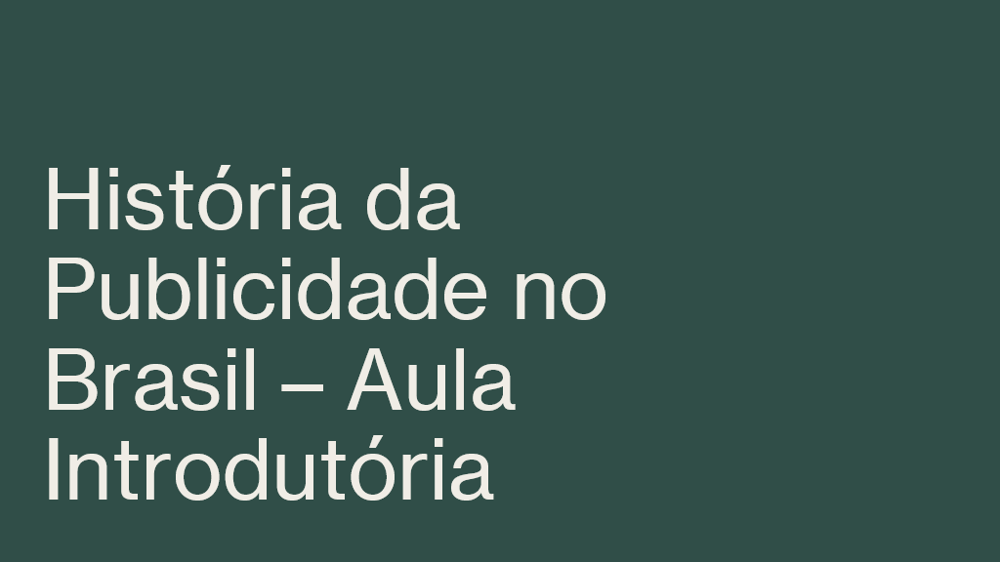 História da
Publicidade no
Brasil – Aula
Introdutória